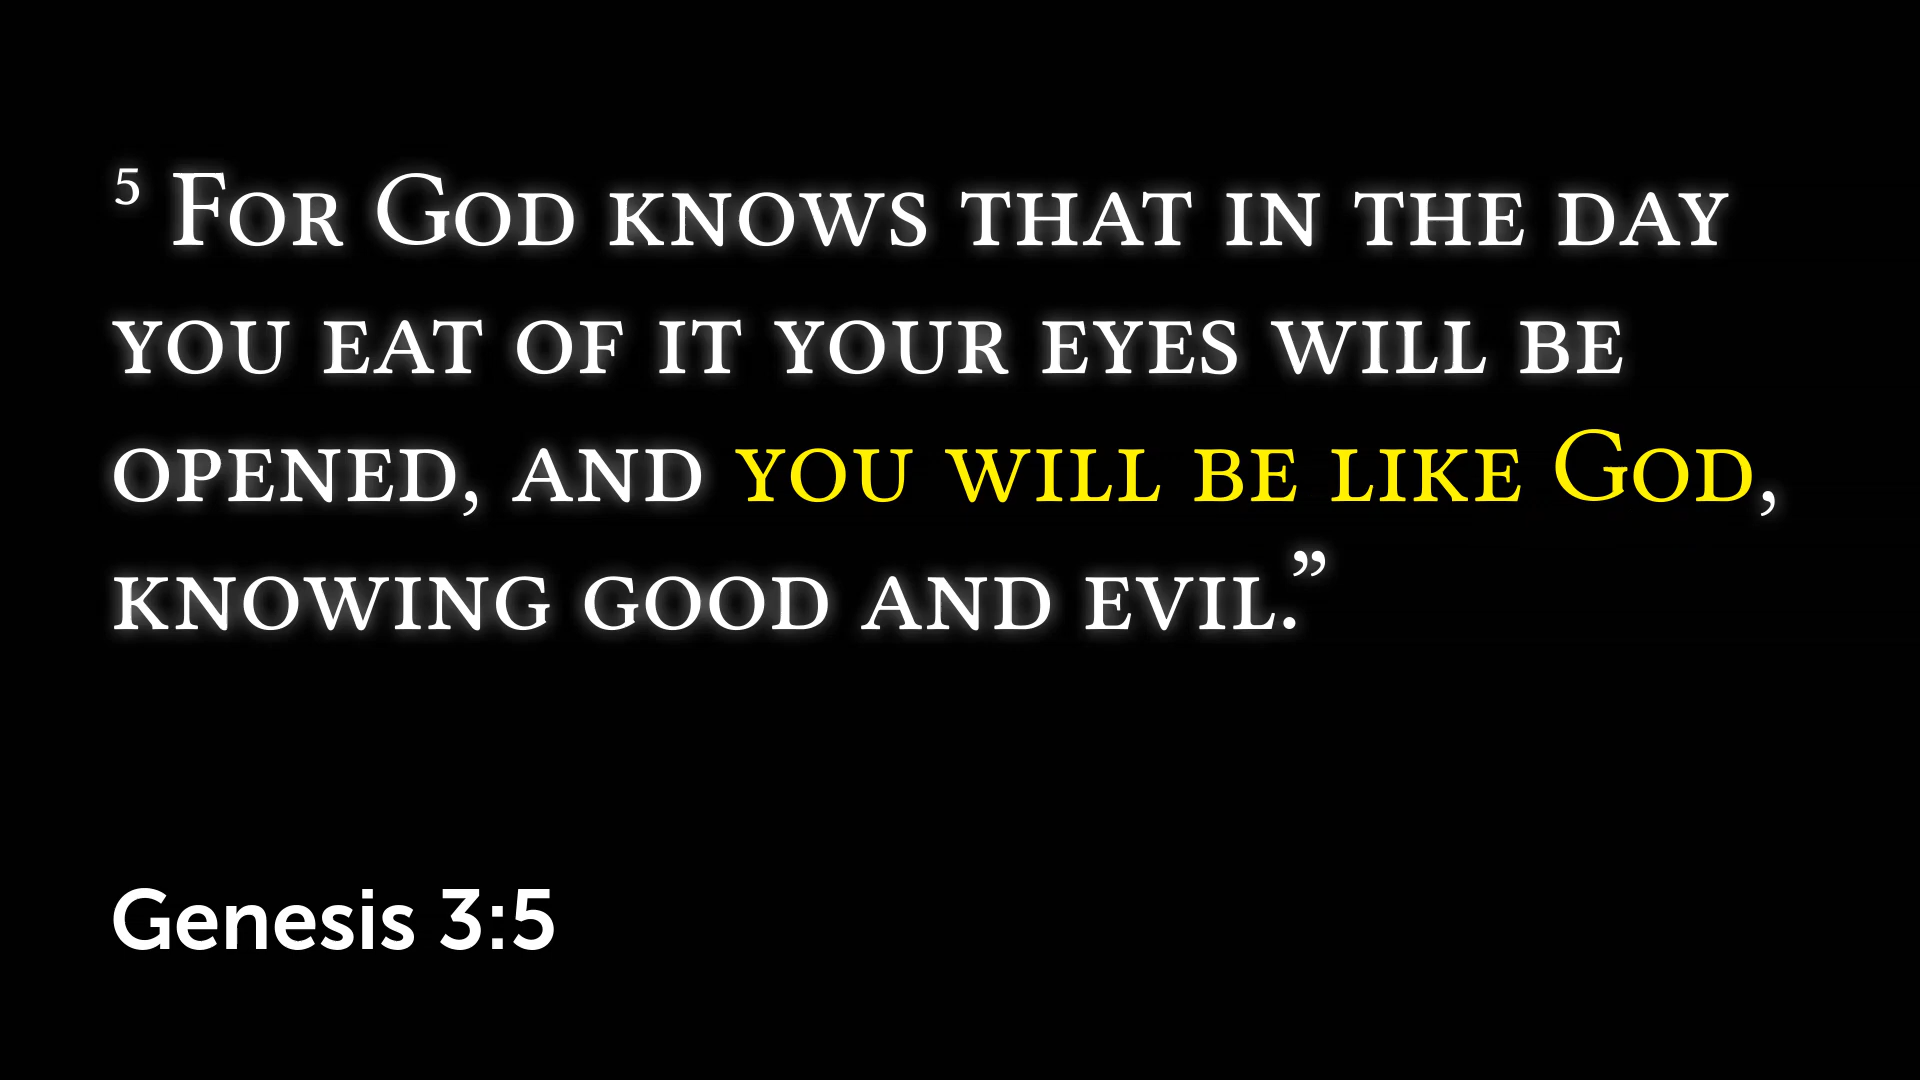 ⁵ For God knows that in the day
you eat of it your eyes will be
opened, and you will be like God,
knowing good and evil.”
Genesis 3:5